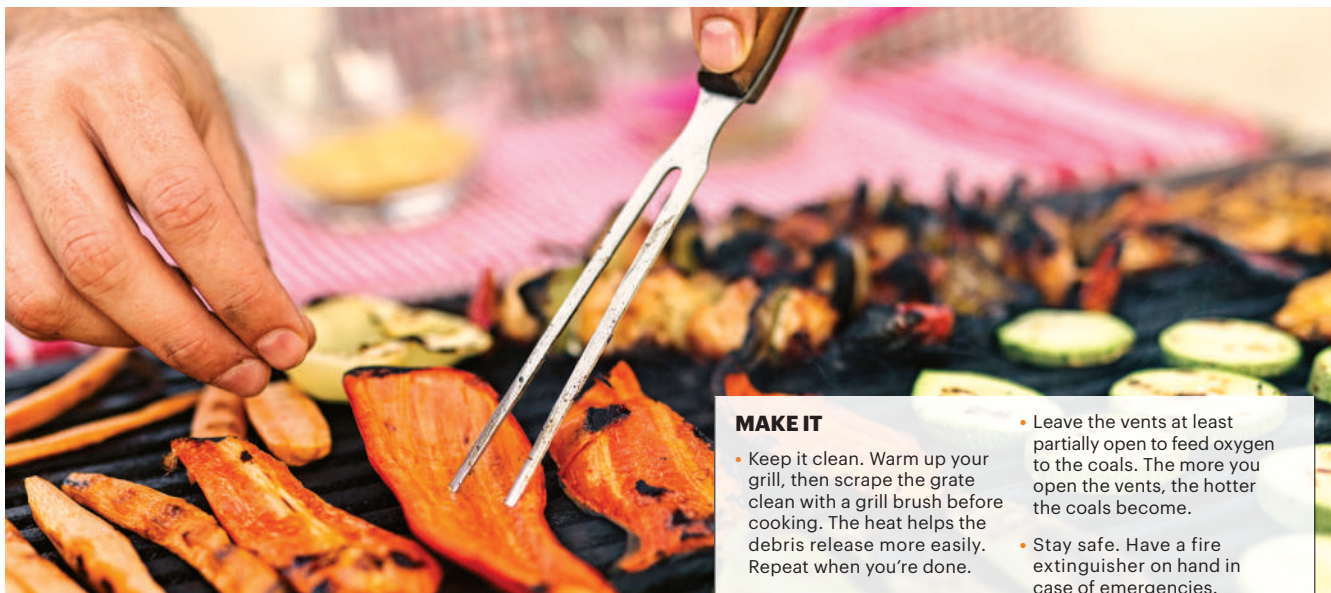 MAKE IT
• Keep it clean. Warm up your
grill, then scrape the grate
clean with a grill brush before
cooking. The heat helps the
debris release more easily.
Repeat when you’re done.
• Leave the vents at least
partially open to feed oxygen
to the coals. The more you
open the vents, the hotter
the coals become.
• Stay safe. Have a fire
extinguisher on hand in
case of emergencies.